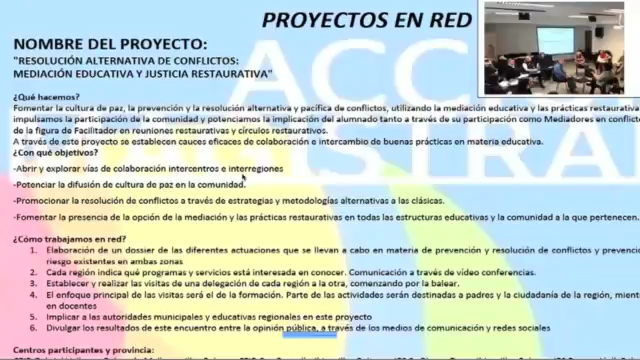 PROYECTOS EN RED
NOMBRE DEL PROYECTO:
"RESOLUCIÓN ALTERNATIVA DE CONFLICTOS:
MEDIACIÓN EDUCATIVA Y JUSTICIA RESTAURATIVA"
¿Qué hacemos?
Fomentar la cultura de paz, la prevención y la resolución alternativa y pacífica de conflictos, utilizando la mediación educativa y las prácticas restaurativa
impulsamos la participación de la comunidad y potenciamos la implicación del alumnado tanto a través de su participación como Mediadores en conflict
de la figura de Facilitador en reuniones restaurativas y círculos restaurativos.
A través de este proyecto se establecen cauces eficaces de colaboración e intercambio de buenas prácticas en materia educativa.
¿Con qué objetivos?
-Abrir y explorar vías de colaboración intercentros e interregiones
-Potenciar la difusión de cultura de paz en la comunidad.
-Promocionar la resolución de conflictos a través de estrategias y metodologías alternativas a las clásicas.
-Fomentar la presencia de la opción de la mediación y las prácticas restaurativas en todas las estructuras educativas y la comunidad a la que pertenecen.
¿Cómo trabajamos en red?
1. Elaboración de un dossier de las diferentes actuaciones que se llevan a cabo en materia de prevención y resolución de conflictos y prevenció
riesgo existentes en ambas zonas
2. Cada región indica qué programas y servicios está interesada en conocer. Comunicación a través de vídeo conferencias.
3. Establecer y realizar las visitas de una delegación de cada región a la otra, comenzando por la balear.
4. El enfoque principal de las visitas será el de la formación. Parte de las actividades serán destinadas a padres y la ciudadanía de la región, mient
en docentes
5. Implicar a las autoridades municipales y educativas regionales en este proyecto
6. Divulgar los resultados de este encuentro entre la opinión pública, a través de los medios de comunicación y redes sociales
Centros participantes y provincia: